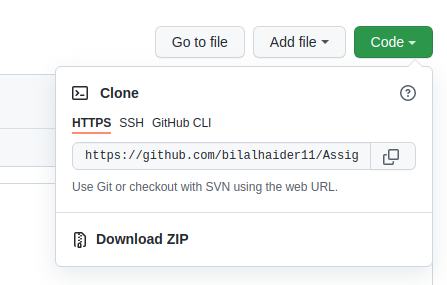 Go to file Add file Code
Clone
HTTPS SSH GitHub CLI
https://github.com/bilalhaider11/Assig
Use Git or checkout with SVN using the web URL.
Download ZIP